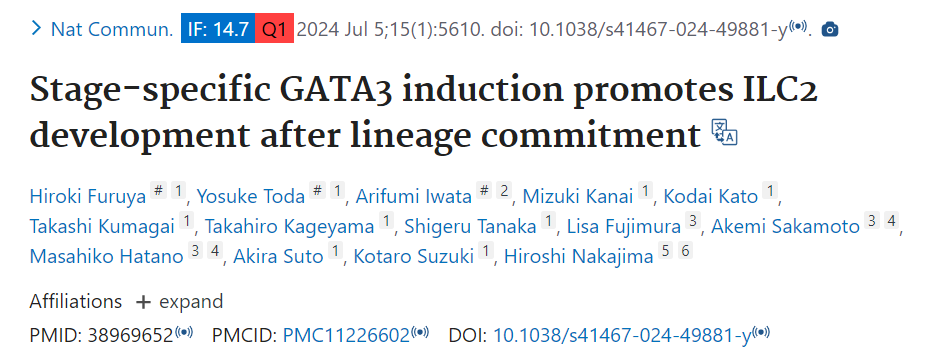 Nat Commun. IF: 14.7 Q1 2024 Jul 5;15(1):5610. doi: 10.1038/s41467-024-49881-y.
Stage-specific GATA3 induction promotes ILC2
development after lineage commitment
Hiroki Furuya # 1, Yosuke Toda # 1, Arifumi Iwata # 2, Mizuki Kanai 1, Kodai Kato 1,
Takashi Kumagai 1, Takahiro Kageyama 1, Shigeru Tanaka 1, Lisa Fujimura 3, Akemi Sakamoto 3 4,
Masahiko Hatano 3 4, Akira Suto 1, Kotaro Suzuki 1, Hiroshi Nakajima 5 6
Affiliations + expand
PMID: 38969652 PMCID: PMC11226602 DOI: 10.1038/s41467-024-49881-y